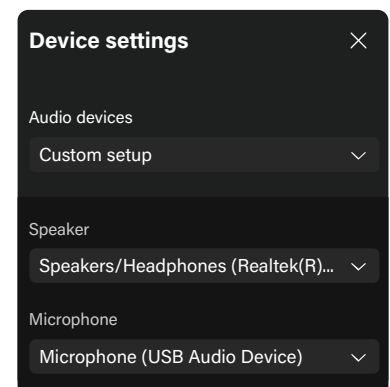 Device settings
Audio devices
Custom setup
Speaker
Speakers/Headphones (Realtek(R)...
Microphone
Microphone (USB Audio Device)